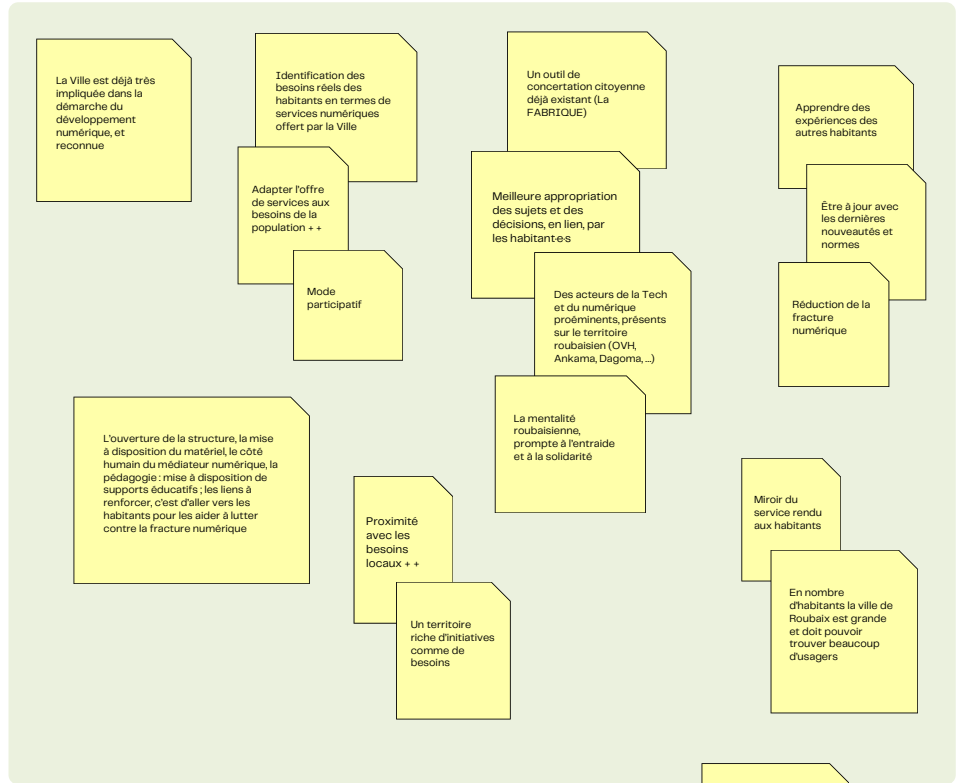 La Ville est déjà très
impliquée dans la
démarche du
développement
numérique, et
reconnue
Identification des
besoins réels des
habitants en termes de
services numériques
offert par la Ville
Adapter l'offre
de services aux
besoins de la
population + +
Mode
participatif
Un outil de
concertation citoyenne
déjà existant (La
FABRIQUE)
Meilleure appropriation
des sujets et des
décisions, en lien, par
les habitant·e·s
Des acteurs de la Tech
et du numérique
proéminents, présents
sur le territoire
roubaisien (OVH,
Ankama, Dagoma, ...)
La mentalité
roubaisienne,
prompte à l'entraide
et à la solidarité
Apprendre des
expériences des
autres habitants
Être à jour avec
les dernières
nouveautés et
normes
Réduction de la
fracture
numérique
L'ouverture de la structure, la mise
à disposition du matériel, le côté
humain du médiateur numérique, la
pédagogie : mise à disposition de
supports éducatifs ; les liens à
renforcer, c'est d'aller vers les
habitants pour les aider à lutter
contre la fracture numérique
Proximité
avec les
besoins
locaux + +
Un territoire
riche d'initiatives
comme de
besoins
Miroir du
service rendu
aux habitants
En nombre
d'habitants la ville de
Roubaix est grande
et doit pouvoir
trouver beaucoup
d'usagers